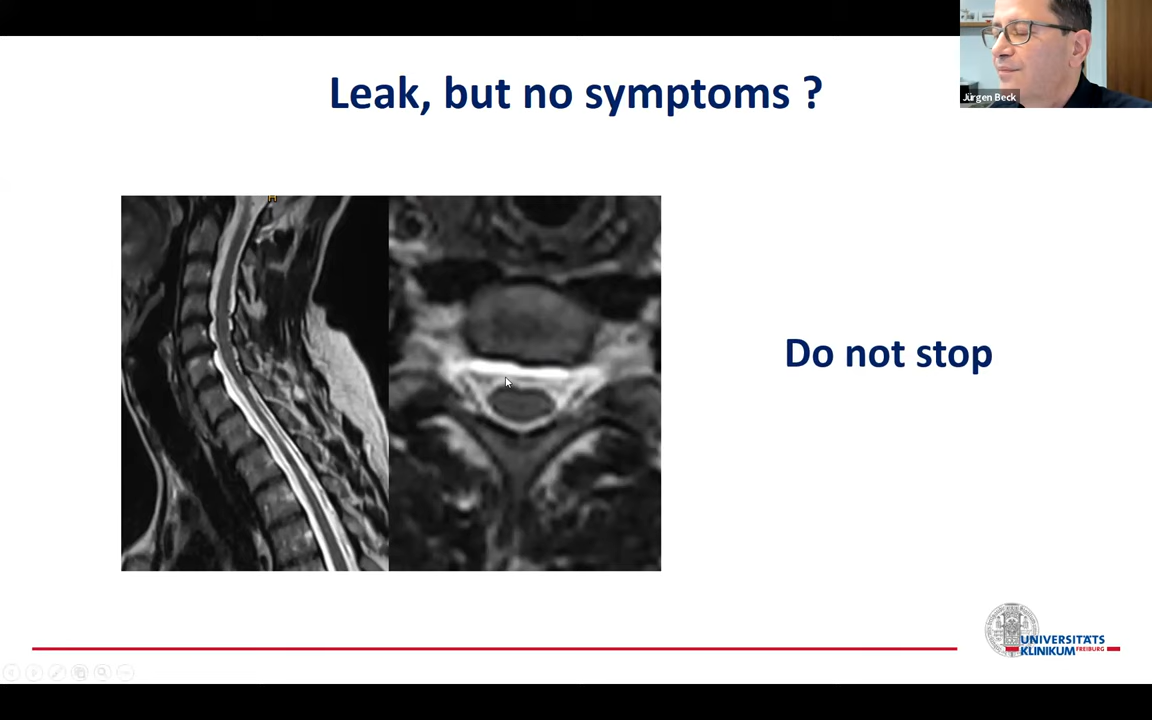 Leak, but no symptoms ?
Jürgen Beck
H
Do not stop
UNIVERSITÄTS
KLINIKUM FREIBURG